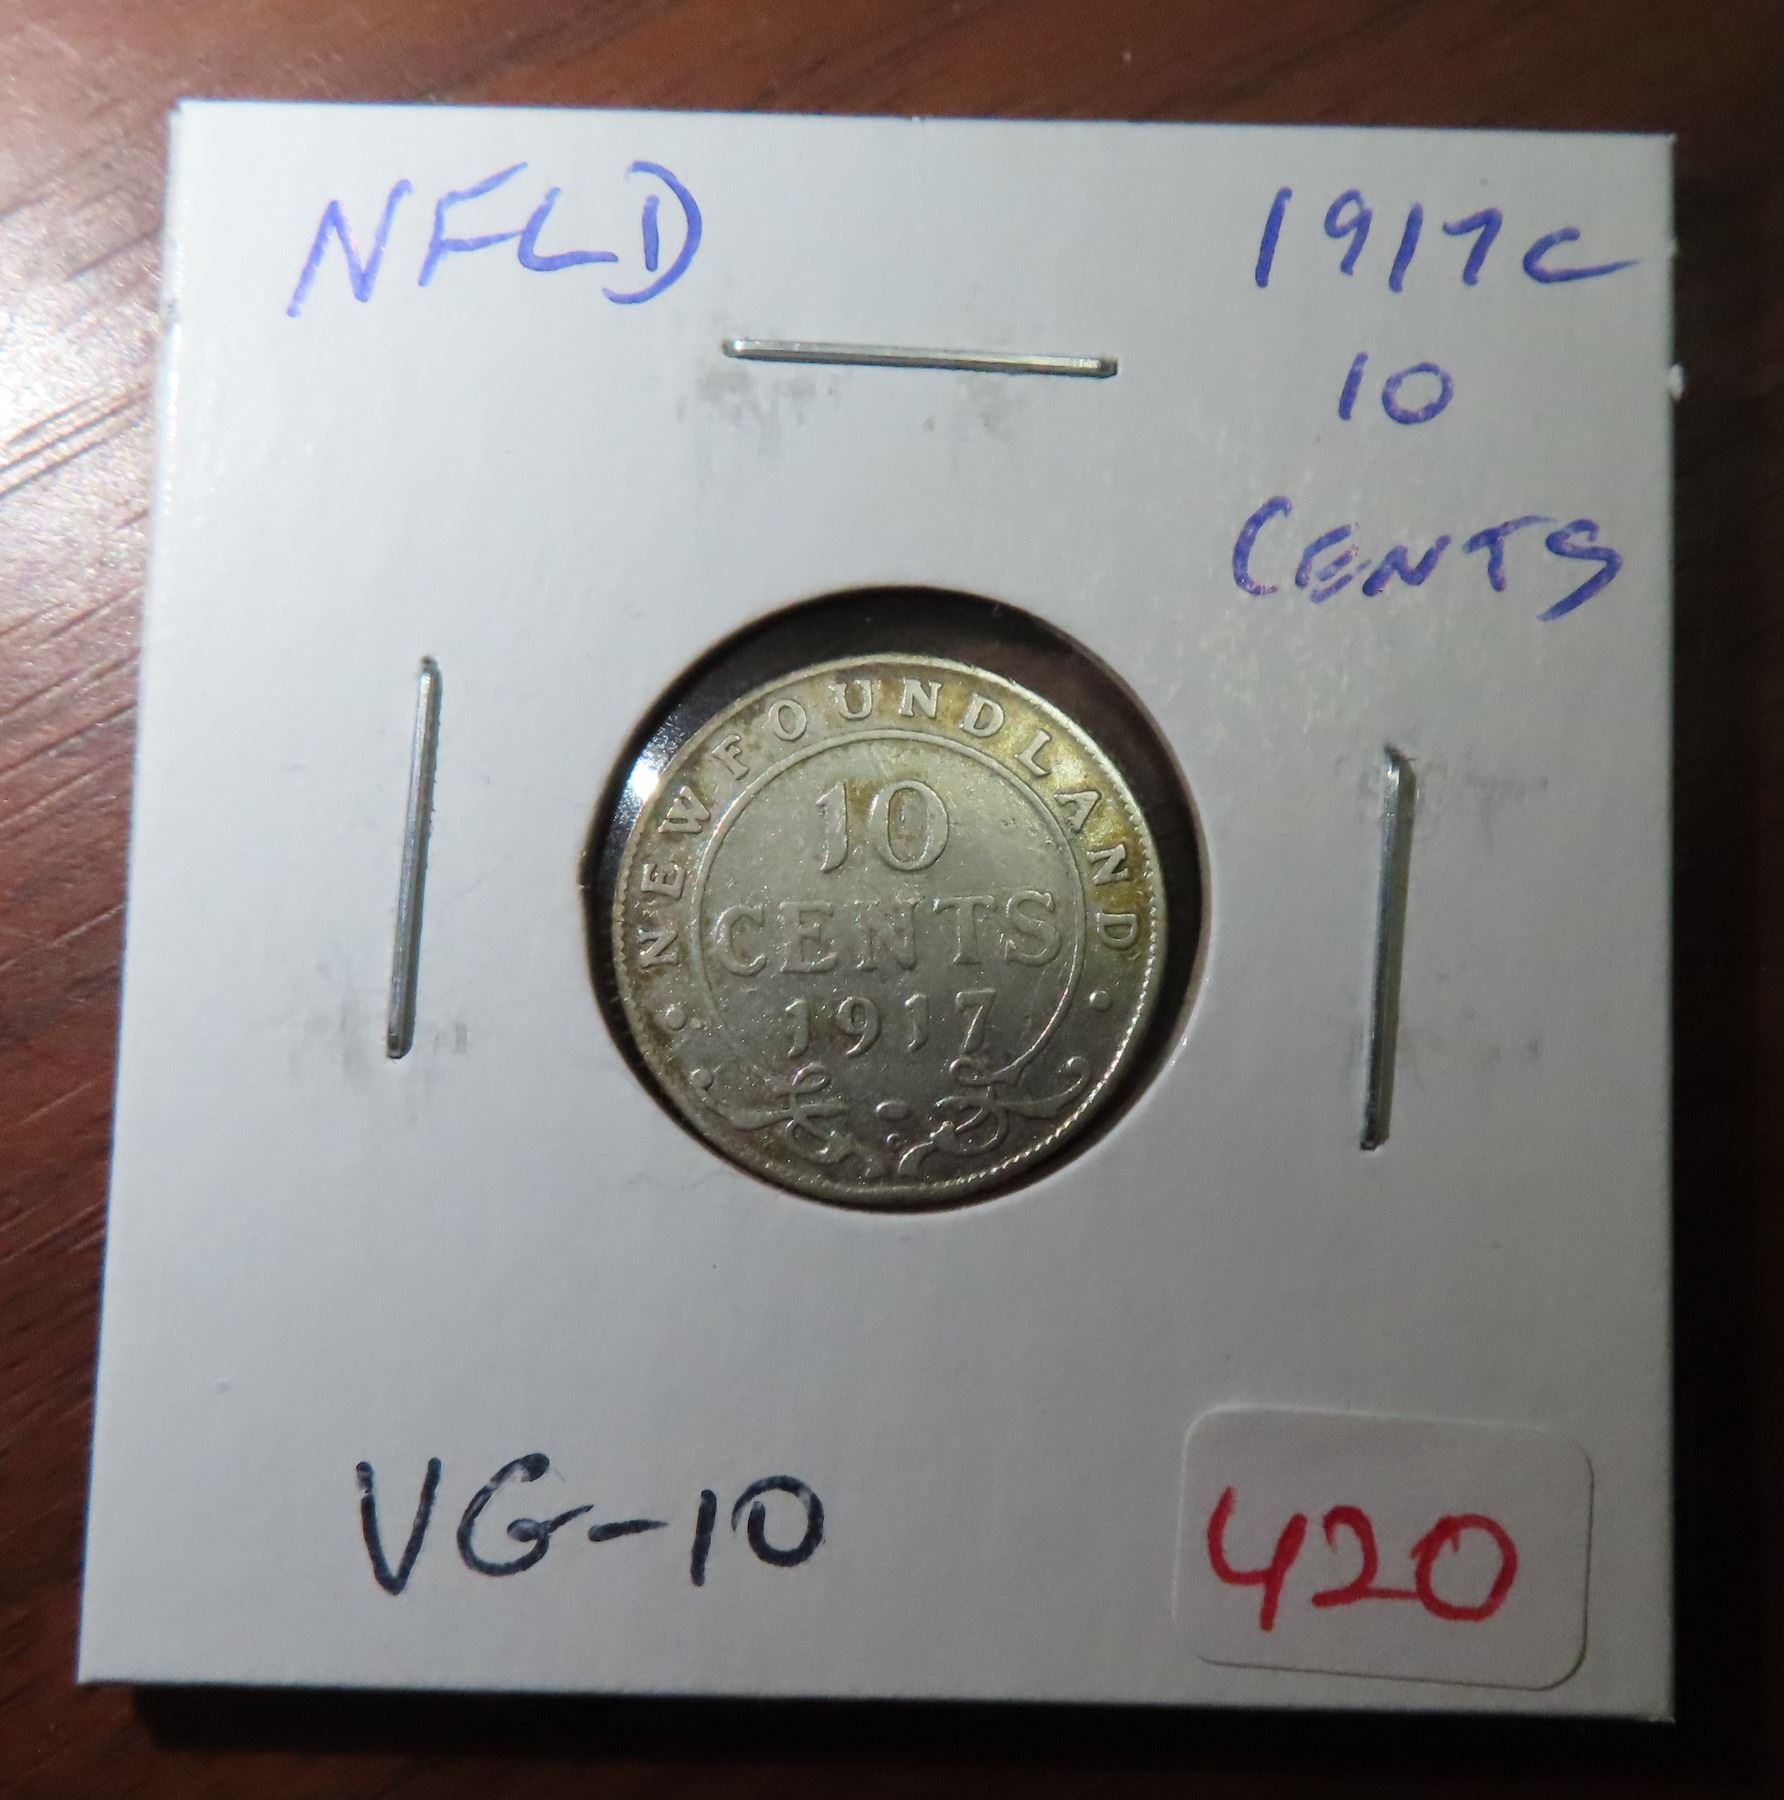 NFLD
1917C
10
CENTS
NEWFOUNDLAND
10
CENTS
1917
VG-10
420